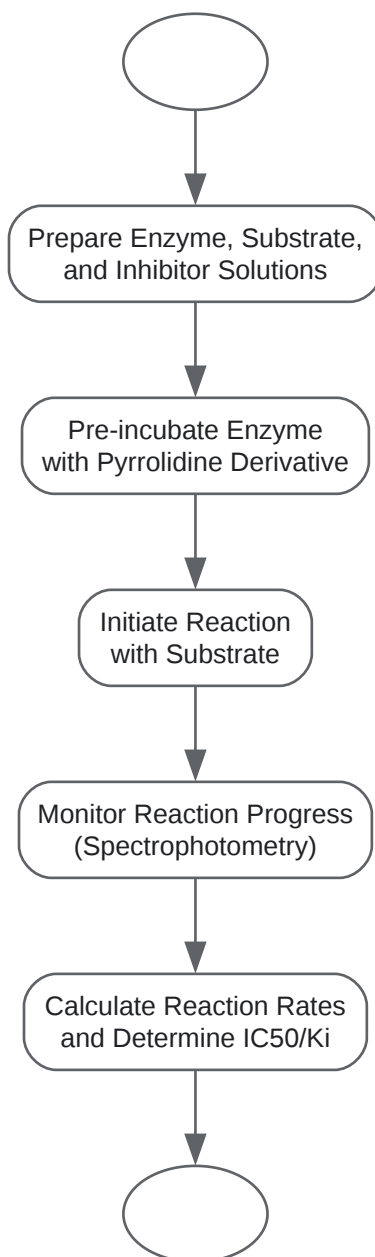 Prepare Enzyme, Substrate,
and Inhibitor Solutions
Pre-incubate Enzyme
with Pyrrolidine Derivative
Initiate Reaction
with Substrate
Monitor Reaction Progress
(Spectrophotometry)
Calculate Reaction Rates
and Determine IC50/Ki